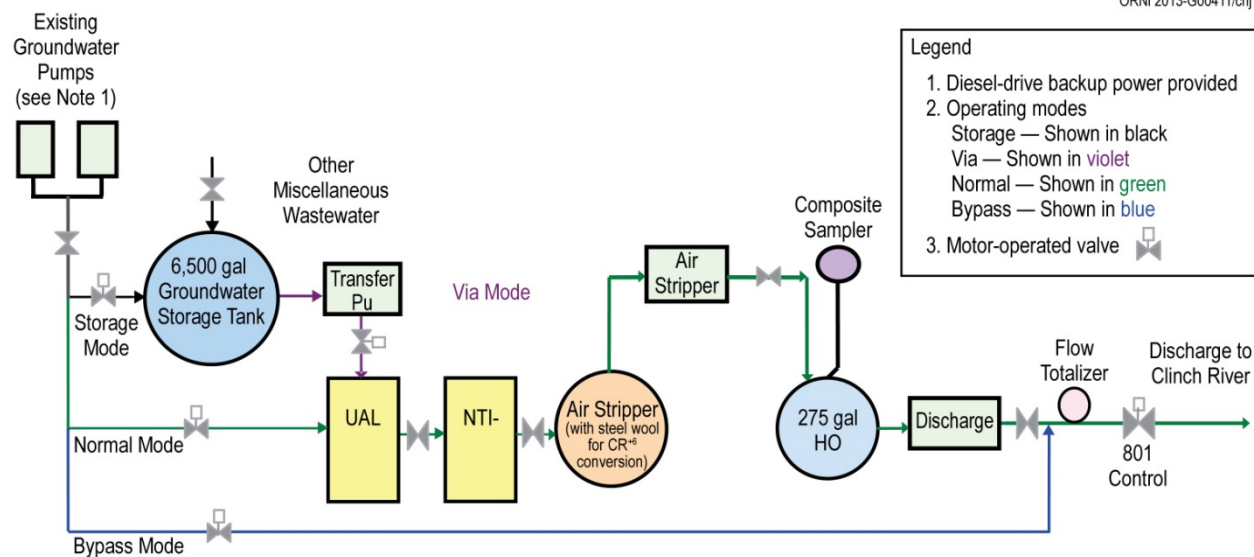 ORNI 2013-G00411/chj
Existing
Groundwater
Pumps
(see Note 1)
Other
Miscellaneous
Wastewater
Legend
1. Diesel-drive backup power provided
2. Operating modes
Storage — Shown in black
Via — Shown in violet
Normal — Shown in green
Bypass — Shown in blue
3. Motor-operated valve
Composite
Sampler
6,500 gal
Groundwater
Storage Tank
Storage
Mode
Transfer
Pu
Via Mode
Air
Stripper
UAL
NTI-
Air Stripper
(with steel wool
for CR+6
conversion)
275 gal
HO
Discharge
Flow
Totalizer
Discharge to
Clinch River
801
Control
Normal Mode
Bypass Mode